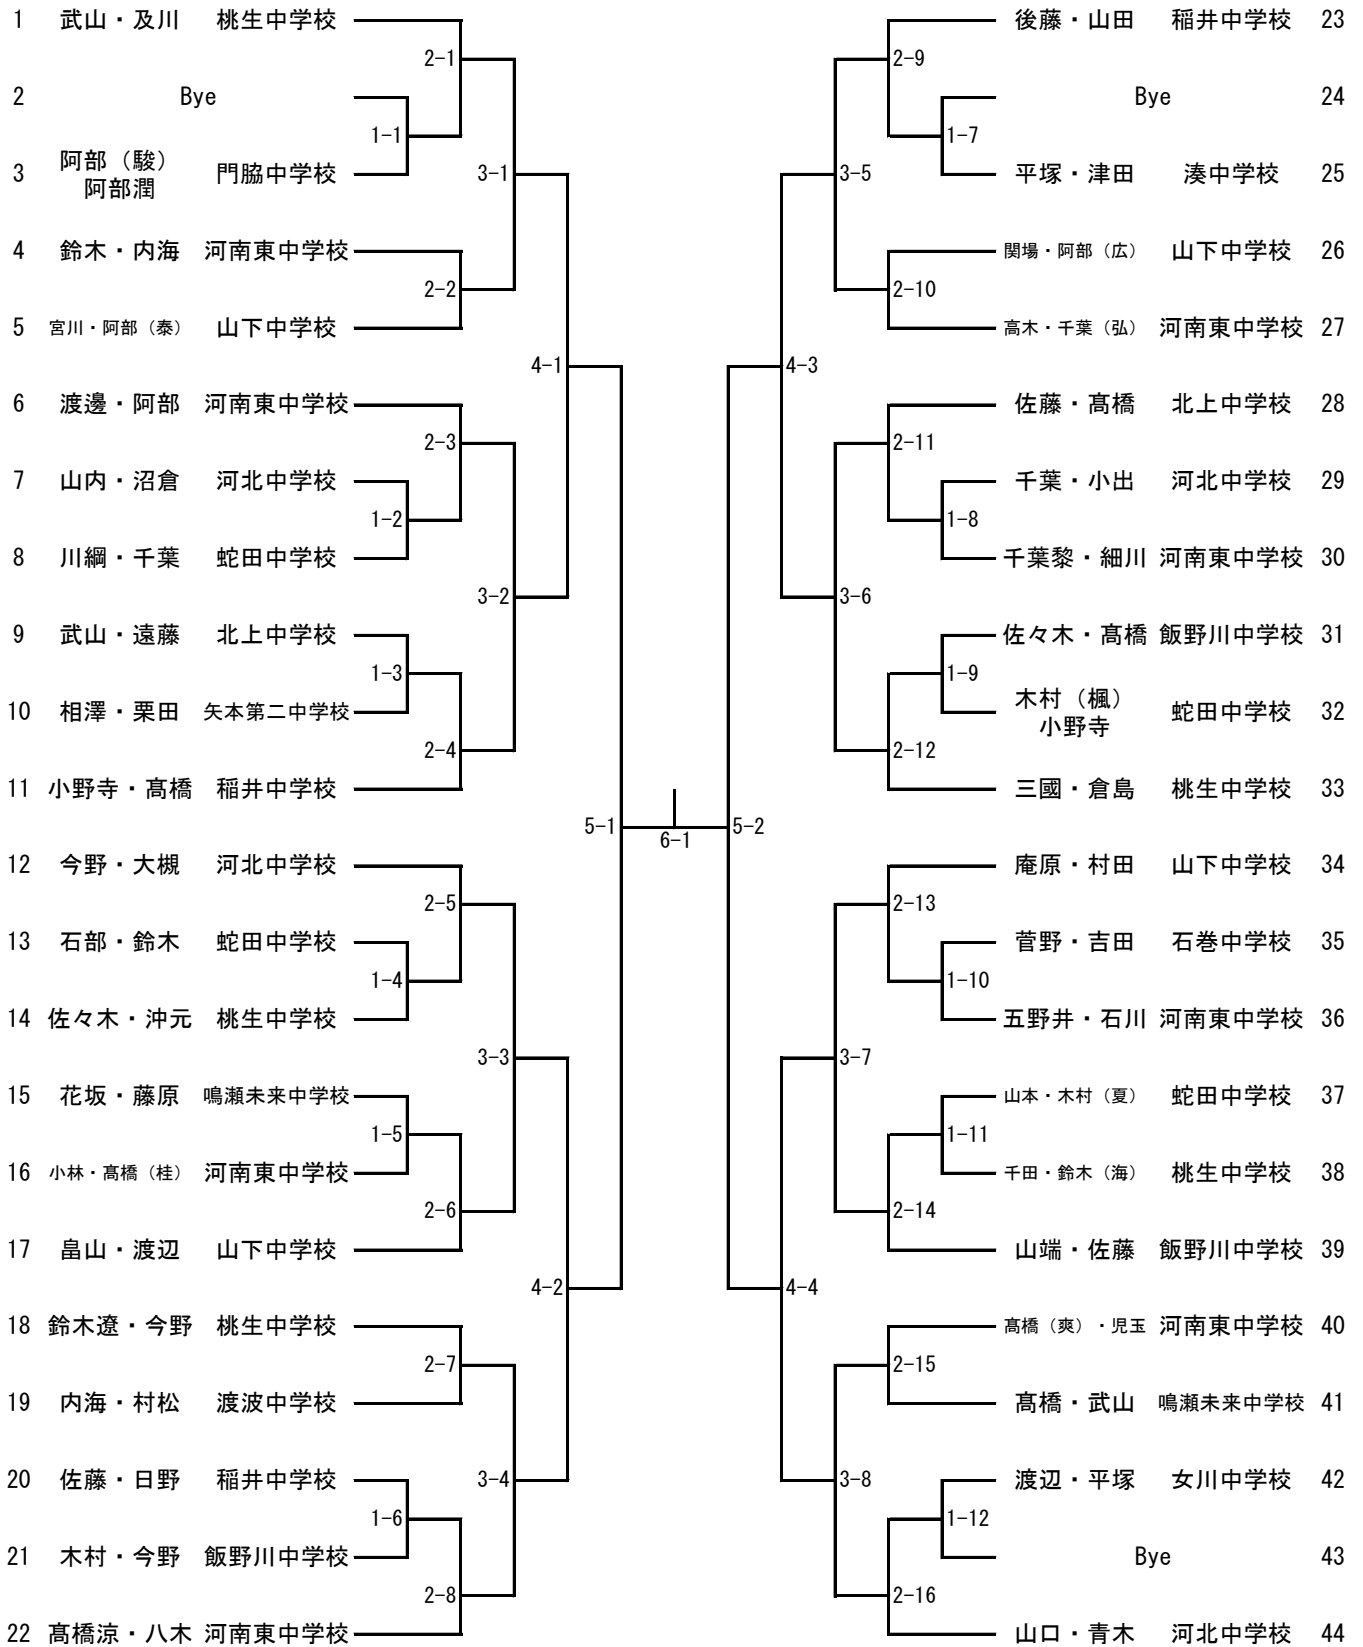 1 武山・及川 桃生中学校
2-1
2 Bye
1-1
3 阿部（駿） 阿部潤 門脇中学校
3-1
4 鈴木・内海 河南東中学校
2-2
5 宮川・阿部（泰） 山下中学校
4-1
6 渡邊・阿部 河南東中学校
2-3
7 山内・沼倉 河北中学校
1-2
8 川綱・千葉 蛇田中学校
3-2
9 武山・遠藤 北上中学校
1-3
10 相澤・栗田 矢本第二中学校
2-4
11 小野寺・髙橋 稲井中学校
5-1
12 今野・大槻 河北中学校
2-5
13 石部・鈴木 蛇田中学校
1-4
14 佐々木・沖元 桃生中学校
3-3
15 花坂・藤原 鳴瀬未来中学校
1-5
16 小林・髙橋（桂） 河南東中学校
2-6
17 畠山・渡辺 山下中学校
4-2
18 鈴木遼・今野 桃生中学校
2-7
19 内海・村松 渡波中学校
20 佐藤・日野 稲井中学校
3-4
1-6
21 木村・今野 飯野川中学校
2-8
22 髙橋涼・八木 河南東中学校
6-1
後藤・山田 稲井中学校 23
2-9
Bye 24
1-7
平塚・津田 湊中学校 25
3-5
関場・阿部（広） 山下中学校 26
2-10
高木・千葉（弘） 河南東中学校 27
4-3
佐藤・髙橋 北上中学校 28
2-11
千葉・小出 河北中学校 29
1-8
千葉黎・細川 河南東中学校 30
3-6
佐々木・髙橋 飯野川中学校 31
1-9
木村（楓） 小野寺 蛇田中学校 32
2-12
三國・倉島 桃生中学校 33
5-2
庵原・村田 山下中学校 34
2-13
菅野・吉田 石巻中学校 35
1-10
五野井・石川 河南東中学校 36
3-7
山本・木村（夏） 蛇田中学校 37
1-11
千田・鈴木（海） 桃生中学校 38
2-14
山端・佐藤 飯野川中学校 39
4-4
髙橋（爽）・児玉 河南東中学校 40
2-15
髙橋・武山 鳴瀬未来中学校 41
渡辺・平塚 女川中学校 42
3-8
1-12
Bye 43
2-16
山口・青木 河北中学校 44